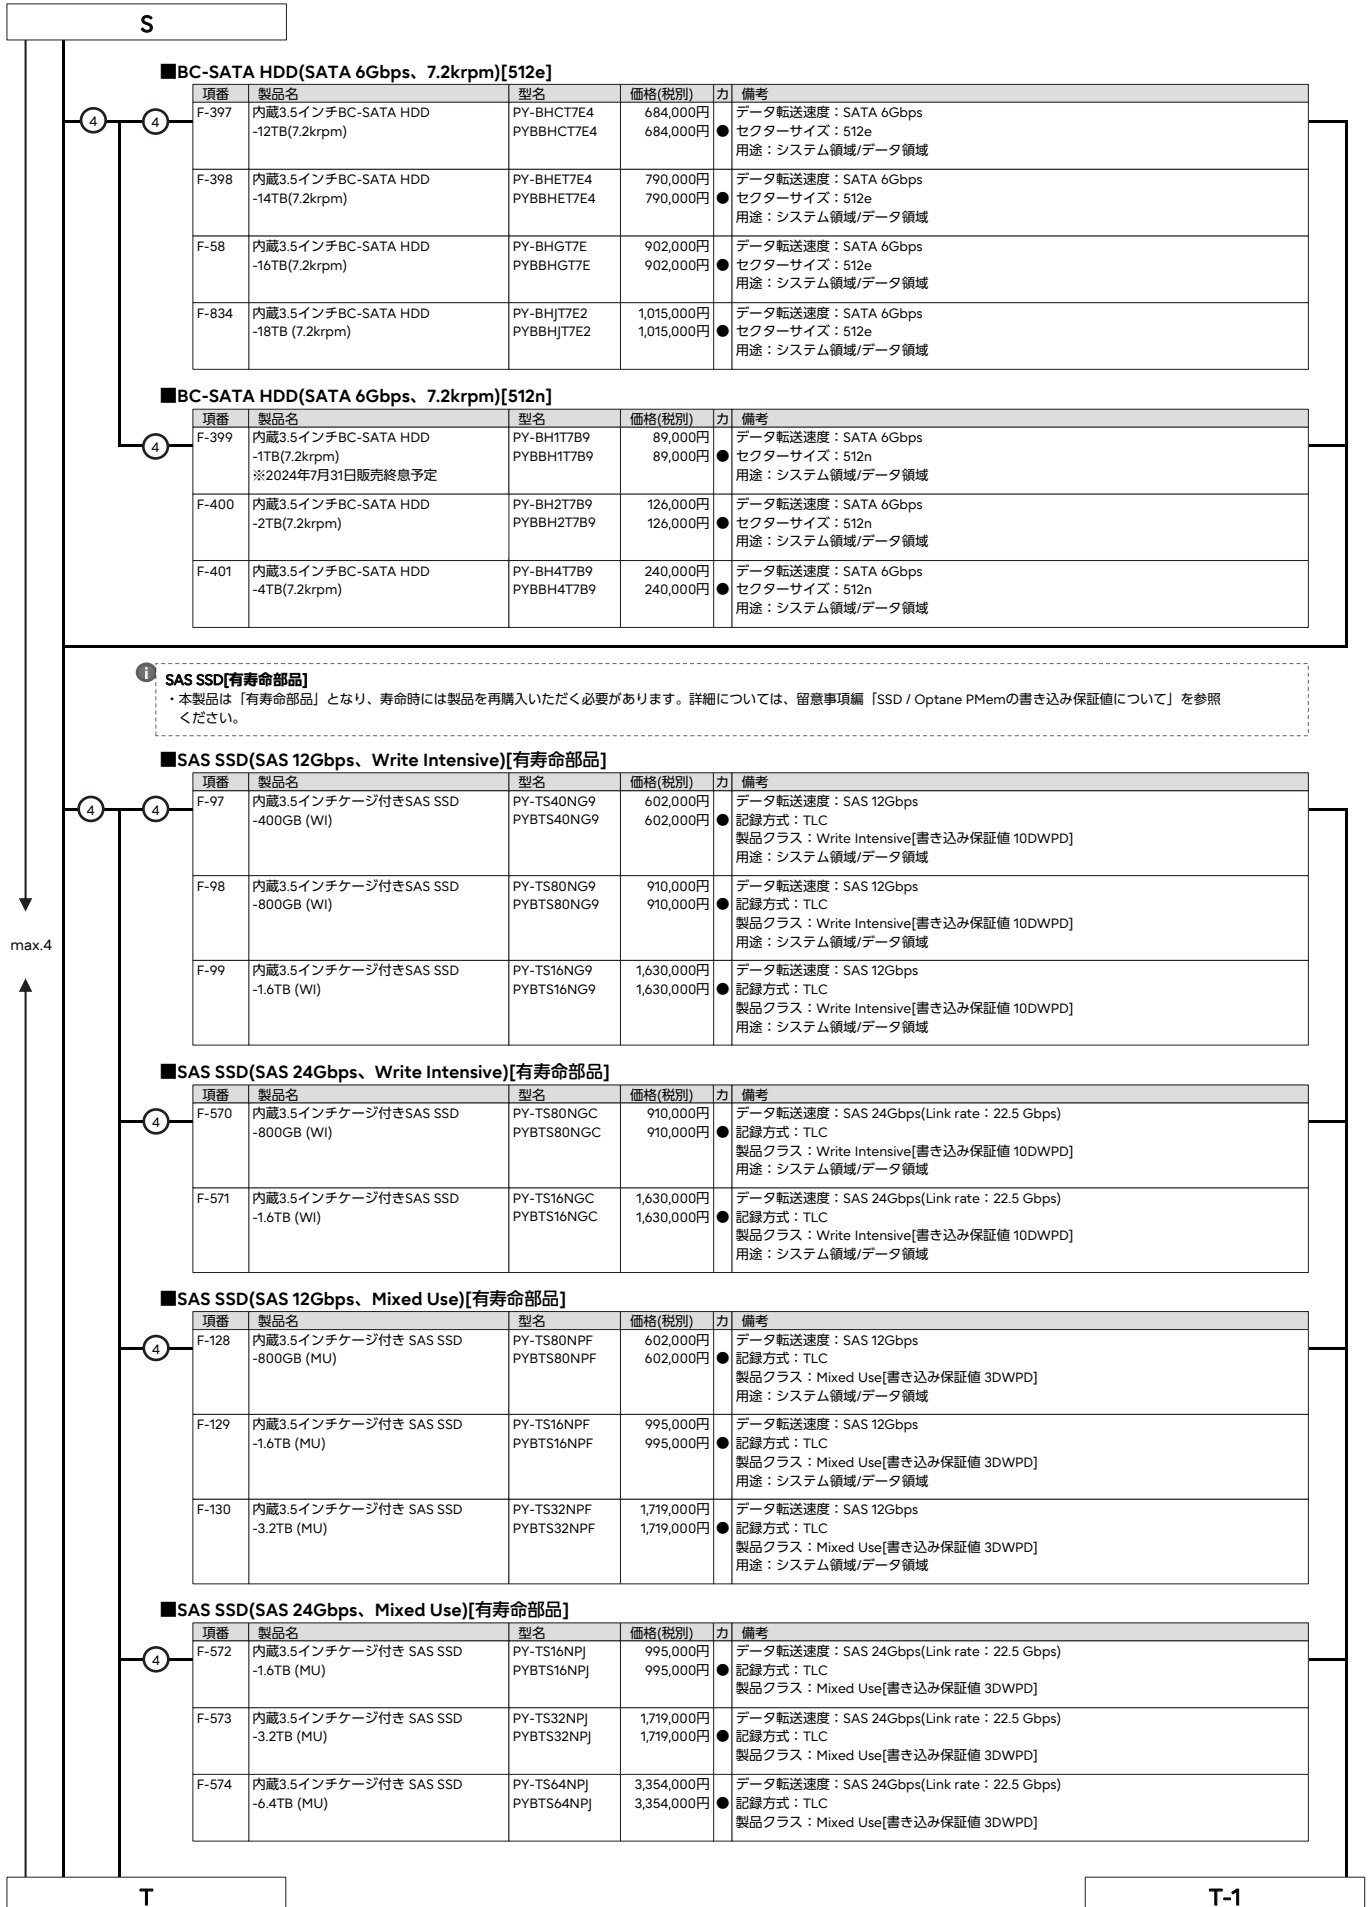 S
■BC-SATA HDD(SATA 6Gbps、7.2krpm)[512e]
項番 製品名 型名 価格(税別) カ 備考
④ ④ F-397 内蔵3.5インチBC-SATA HDD PY-BHCT7E4 684,000円 データ転送速度：SATA 6Gbps
-12TB(7.2krpm) PYBBHCT7E4 684,000円 ● セクターサイズ：512e
用途：システム領域/データ領域
F-398 内蔵3.5インチBC-SATA HDD PY-BHET7E4 790,000円 データ転送速度：SATA 6Gbps
-14TB(7.2krpm) PYBBHET7E4 790,000円 ● セクターサイズ：512e
用途：システム領域/データ領域
F-58 内蔵3.5インチBC-SATA HDD PY-BHGT7E 902,000円 データ転送速度：SATA 6Gbps
-16TB(7.2krpm) PYBBHGT7E 902,000円 ● セクターサイズ：512e
用途：システム領域/データ領域
F-834 内蔵3.5インチBC-SATA HDD PY-BHJT7E2 1,015,000円 データ転送速度：SATA 6Gbps
-18TB (7.2krpm) PYBBHJT7E2 1,015,000円 ● セクターサイズ：512e
用途：システム領域/データ領域
■BC-SATA HDD(SATA 6Gbps、7.2krpm)[512n]
項番 製品名 型名 価格(税別) カ 備考
④ F-399 内蔵3.5インチBC-SATA HDD PY-BH1T7B9 89,000円 データ転送速度：SATA 6Gbps
-1TB(7.2krpm) PYBBH1T7B9 89,000円 ● セクターサイズ：512n
※2024年7月31日販売終息予定 用途：システム領域/データ領域
F-400 内蔵3.5インチBC-SATA HDD PY-BH2T7B9 126,000円 データ転送速度：SATA 6Gbps
-2TB(7.2krpm) PYBBH2T7B9 126,000円 ● セクターサイズ：512n
用途：システム領域/データ領域
F-401 内蔵3.5インチBC-SATA HDD PY-BH4T7B9 240,000円 データ転送速度：SATA 6Gbps
-4TB(7.2krpm) PYBBH4T7B9 240,000円 ● セクターサイズ：512n
用途：システム領域/データ領域
i SAS SSD[有寿命部品]
・本製品は「有寿命部品」となり、寿命時には製品を再購入いただく必要があります。詳細については、留意事項編「SSD / Optane PMemの書き込み保証値について」を参照
ください。
■SAS SSD(SAS 12Gbps、Write Intensive)[有寿命部品]
項番 製品名 型名 価格(税別) カ 備考
④ ④ F-97 内蔵3.5インチケージ付きSAS SSD PY-TS40NG9 602,000円 データ転送速度：SAS 12Gbps
-400GB (WI) PYBTS40NG9 602,000円 ● 記録方式：TLC
製品クラス：Write Intensive[書き込み保証値 10DWPD]
用途：システム領域/データ領域
F-98 内蔵3.5インチケージ付きSAS SSD PY-TS80NG9 910,000円 データ転送速度：SAS 12Gbps
-800GB (WI) PYBTS80NG9 910,000円 ● 記録方式：TLC
製品クラス：Write Intensive[書き込み保証値 10DWPD]
用途：システム領域/データ領域
max.4
F-99 内蔵3.5インチケージ付きSAS SSD PY-TS16NG9 1,630,000円 データ転送速度：SAS 12Gbps
-1.6TB (WI) PYBTS16NG9 1,630,000円 ● 記録方式：TLC
製品クラス：Write Intensive[書き込み保証値 10DWPD]
用途：システム領域/データ領域
■SAS SSD(SAS 24Gbps、Write Intensive)[有寿命部品]
項番 製品名 型名 価格(税別) カ 備考
④ F-570 内蔵3.5インチケージ付きSAS SSD PY-TS80NGC 910,000円 データ転送速度：SAS 24Gbps(Link rate：22.5 Gbps)
-800GB (WI) PYBTS80NGC 910,000円 ● 記録方式：TLC
製品クラス：Write Intensive[書き込み保証値 10DWPD]
用途：システム領域/データ領域
F-571 内蔵3.5インチケージ付きSAS SSD PY-TS16NGC 1,630,000円 データ転送速度：SAS 24Gbps(Link rate：22.5 Gbps)
-1.6TB (WI) PYBTS16NGC 1,630,000円 ● 記録方式：TLC
製品クラス：Write Intensive[書き込み保証値 10DWPD]
用途：システム領域/データ領域
■SAS SSD(SAS 12Gbps、Mixed Use)[有寿命部品]
項番 製品名 型名 価格(税別) カ 備考
④ F-128 内蔵3.5インチケージ付き SAS SSD PY-TS80NPF 602,000円 データ転送速度：SAS 12Gbps
-800GB (MU) PYBTS80NPF 602,000円 ● 記録方式：TLC
製品クラス：Mixed Use[書き込み保証値 3DWPD]
用途：システム領域/データ領域
F-129 内蔵3.5インチケージ付き SAS SSD PY-TS16NPF 995,000円 データ転送速度：SAS 12Gbps
-1.6TB (MU) PYBTS16NPF 995,000円 ● 記録方式：TLC
製品クラス：Mixed Use[書き込み保証値 3DWPD]
用途：システム領域/データ領域
F-130 内蔵3.5インチケージ付き SAS SSD PY-TS32NPF 1,719,000円 データ転送速度：SAS 12Gbps
-3.2TB (MU) PYBTS32NPF 1,719,000円 ● 記録方式：TLC
製品クラス：Mixed Use[書き込み保証値 3DWPD]
用途：システム領域/データ領域
■SAS SSD(SAS 24Gbps、Mixed Use)[有寿命部品]
項番 製品名 型名 価格(税別) カ 備考
④ F-572 内蔵3.5インチケージ付き SAS SSD PY-TS16NPJ 995,000円 データ転送速度：SAS 24Gbps(Link rate：22.5 Gbps)
-1.6TB (MU) PYBTS16NPJ 995,000円 ● 記録方式：TLC
製品クラス：Mixed Use[書き込み保証値 3DWPD]
F-573 内蔵3.5インチケージ付き SAS SSD PY-TS32NPJ 1,719,000円 データ転送速度：SAS 24Gbps(Link rate：22.5 Gbps)
-3.2TB (MU) PYBTS32NPJ 1,719,000円 ● 記録方式：TLC
製品クラス：Mixed Use[書き込み保証値 3DWPD]
F-574 内蔵3.5インチケージ付き SAS SSD PY-TS64NPJ 3,354,000円 データ転送速度：SAS 24Gbps(Link rate：22.5 Gbps)
-6.4TB (MU) PYBTS64NPJ 3,354,000円 ● 記録方式：TLC
製品クラス：Mixed Use[書き込み保証値 3DWPD]
T T-1